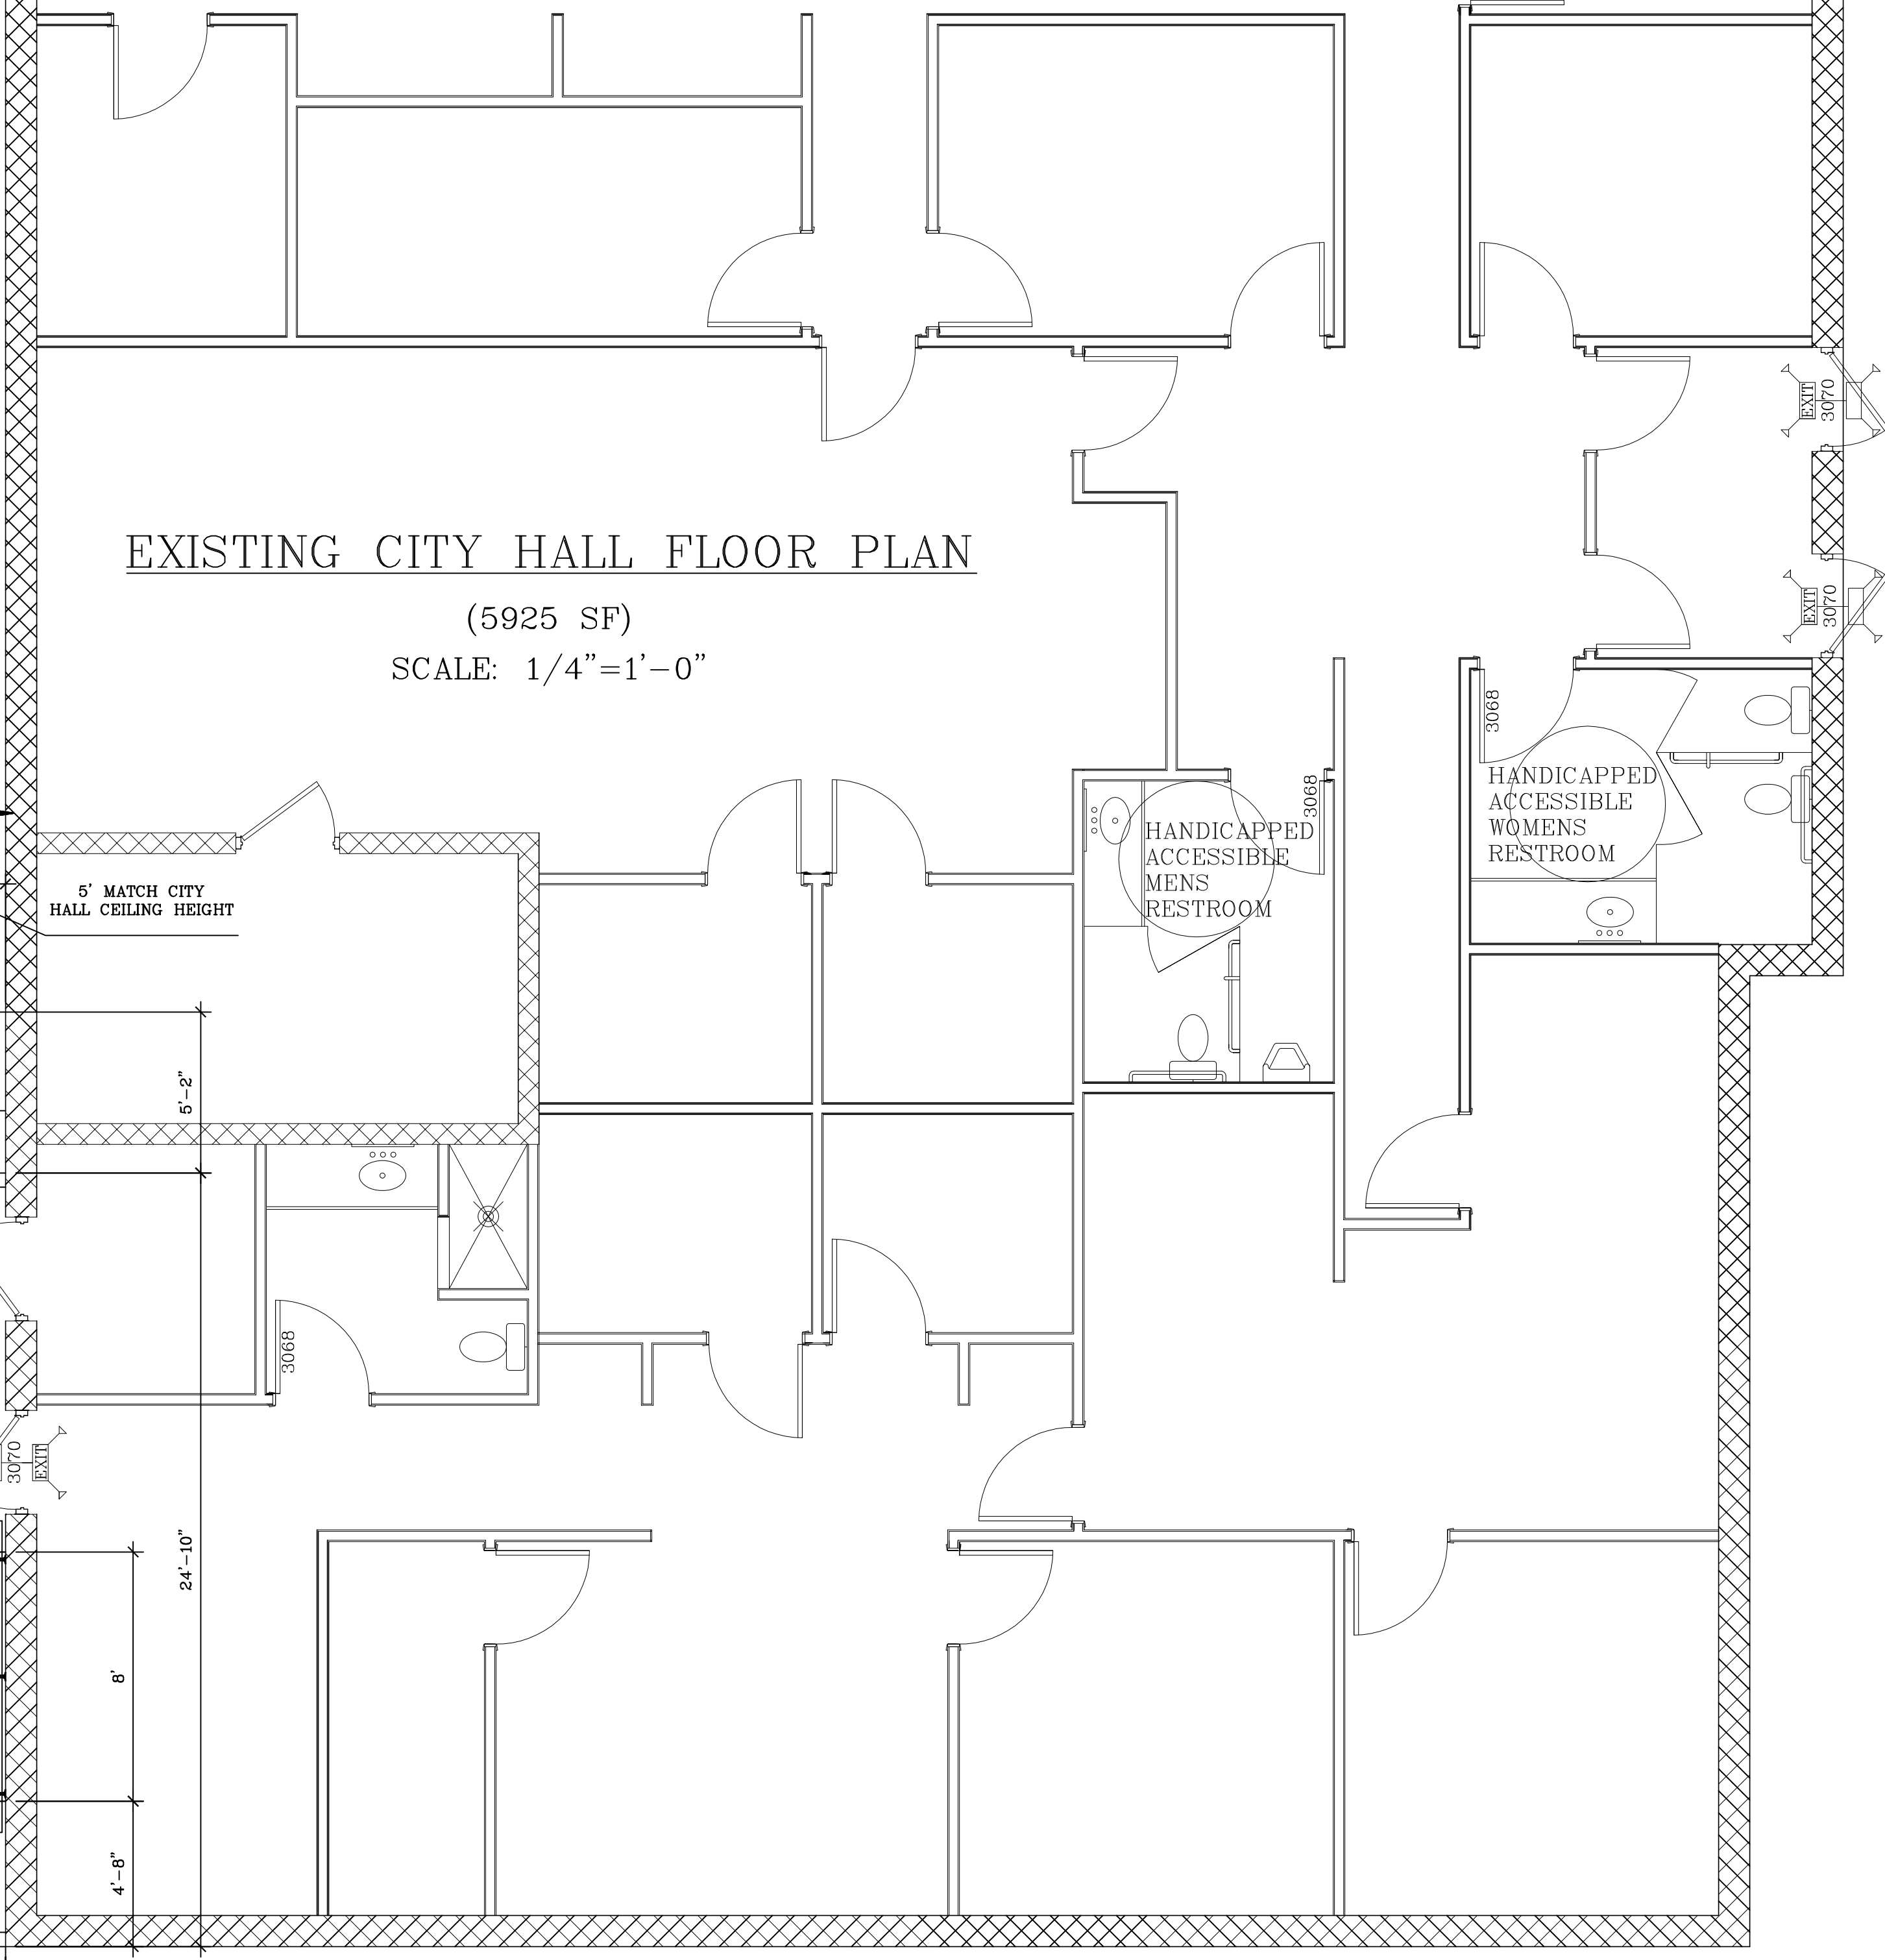 EXIT
3070
EXISTING CITY HALL FLOOR PLAN
(5925 SF)
SCALE: 1/4"=1'-0"
EXIT
3070
3068
HANDICAPPED
ACCESSIBLE
WOMENS
RESTROOM
3068
HANDICAPPED
ACCESSIBLE
MENS
RESTROOM
5' MATCH CITY
HALL CEILING HEIGHT
5'-2"
3068
3070
EXIT
24'-10"
8'
4'-8"